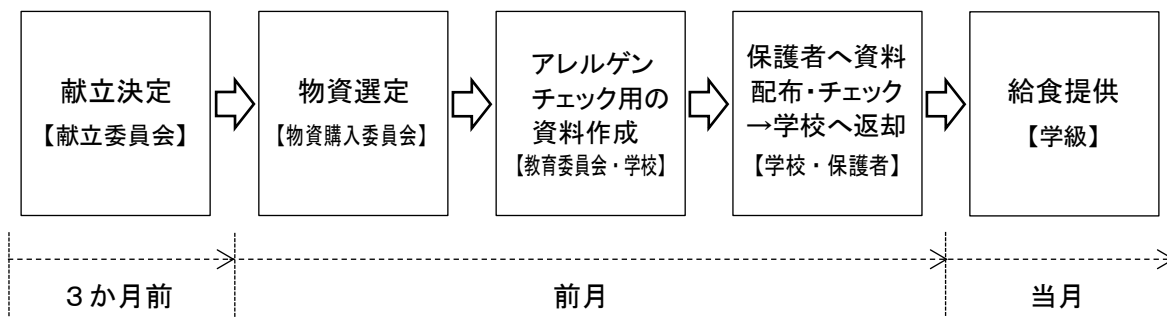 献立決定
【献立委員会】
物資選定
【物資購入委員会】
アレルゲン
チェック用の
資料作成
【教育委員会・学校】
保護者へ資料
配布・チェック
→学校へ返却
【学校・保護者】
給食提供
【学級】
３か月前
前月
当月